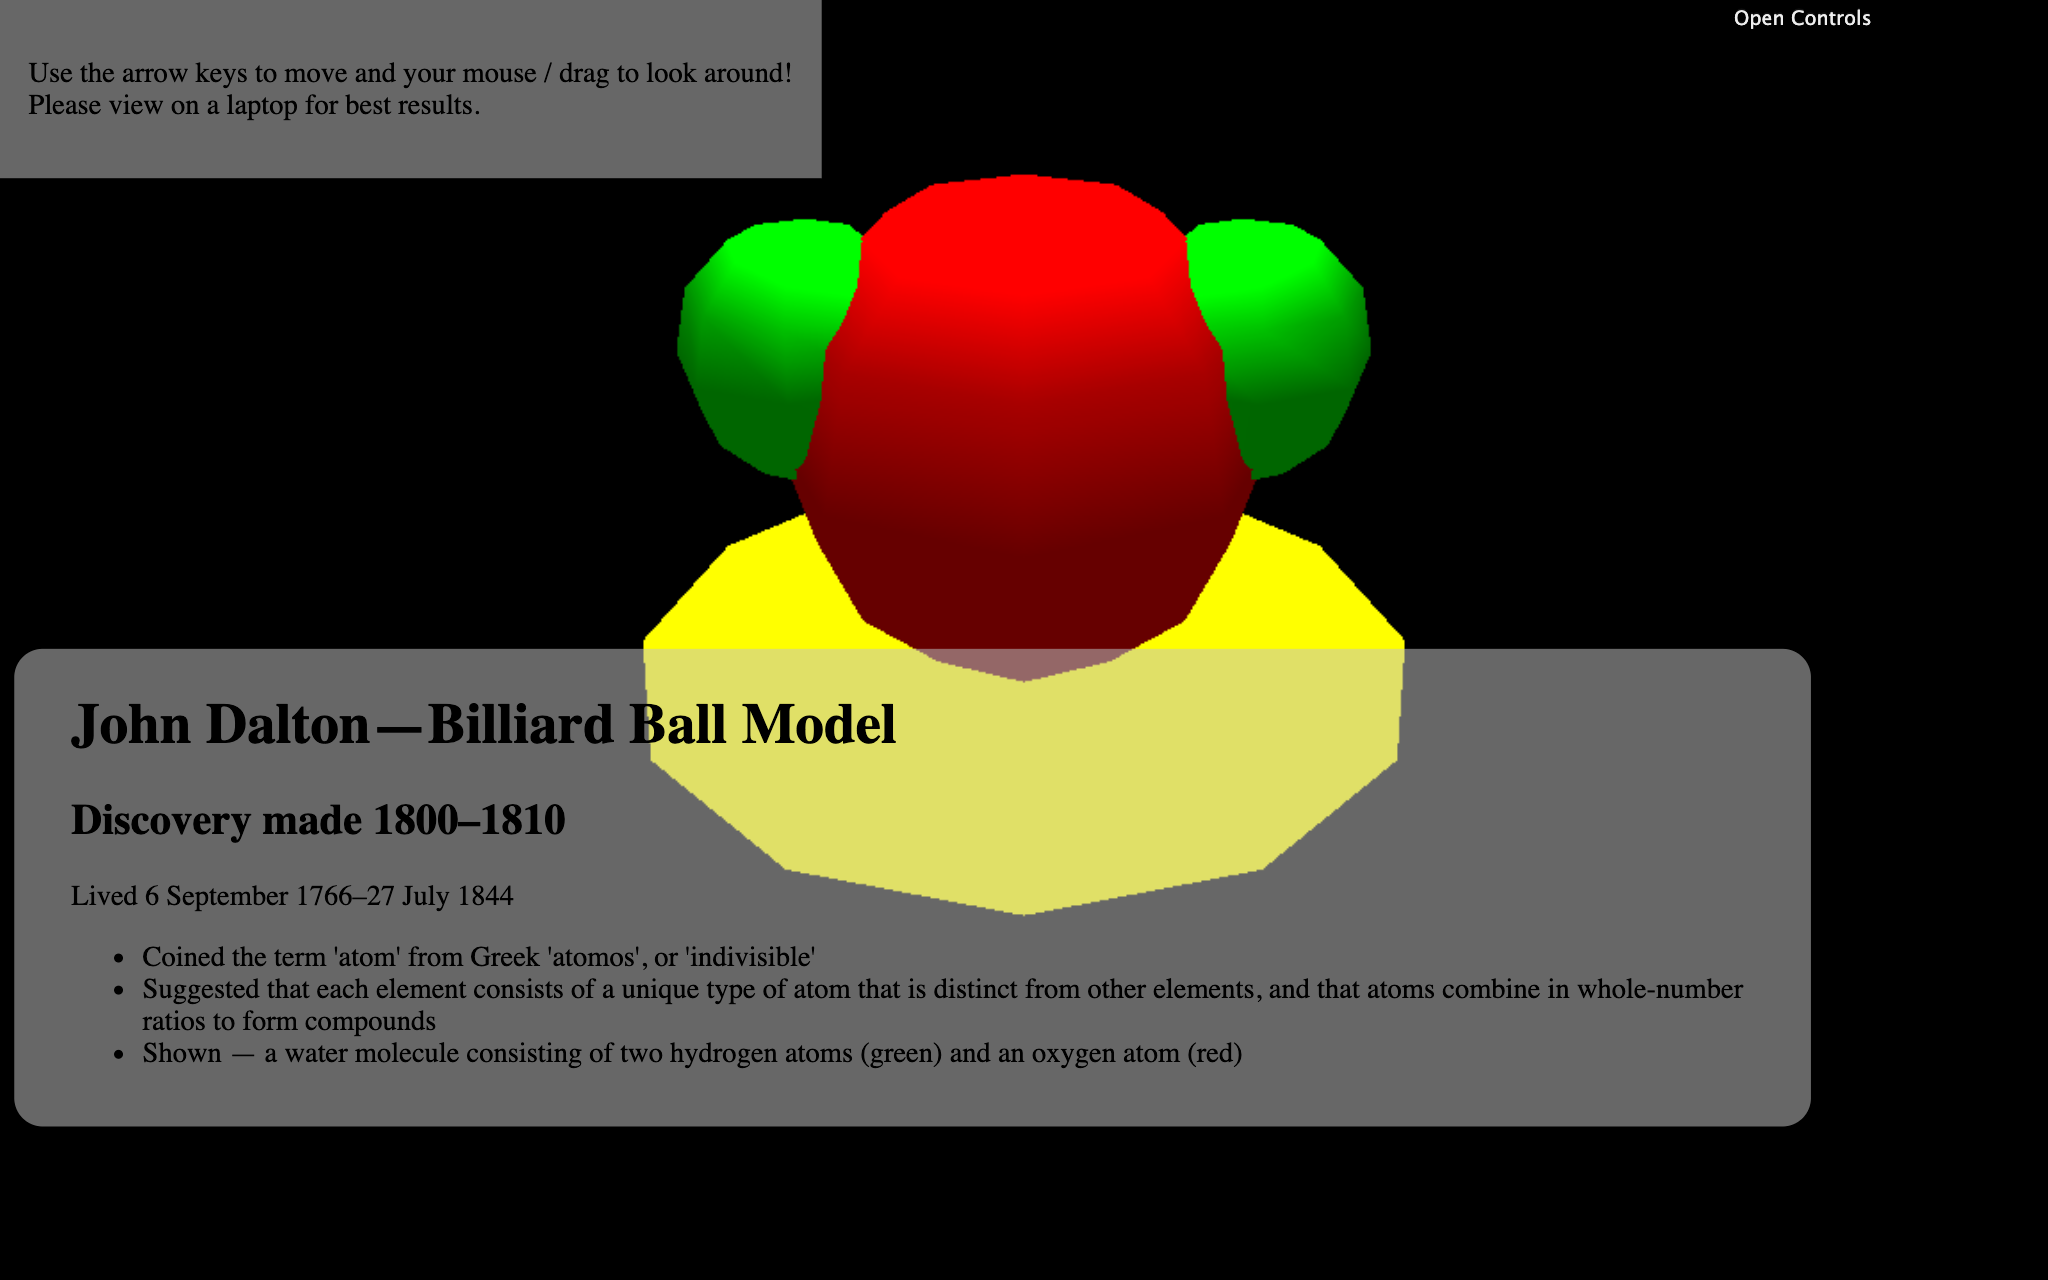 Open Controls
Use the arrow keys to move and your mouse / drag to look around!
Please view on a laptop for best results.
John Dalton—Billiard Ball Model
Discovery made 1800–1810
Lived 6 September 1766–27 July 1844
• Coined the term 'atom' from Greek 'atomos', or 'indivisible'
• Suggested that each element consists of a unique type of atom that is distinct from other elements, and that atoms combine in whole-number
ratios to form compounds
• Shown — a water molecule consisting of two hydrogen atoms (green) and an oxygen atom (red)